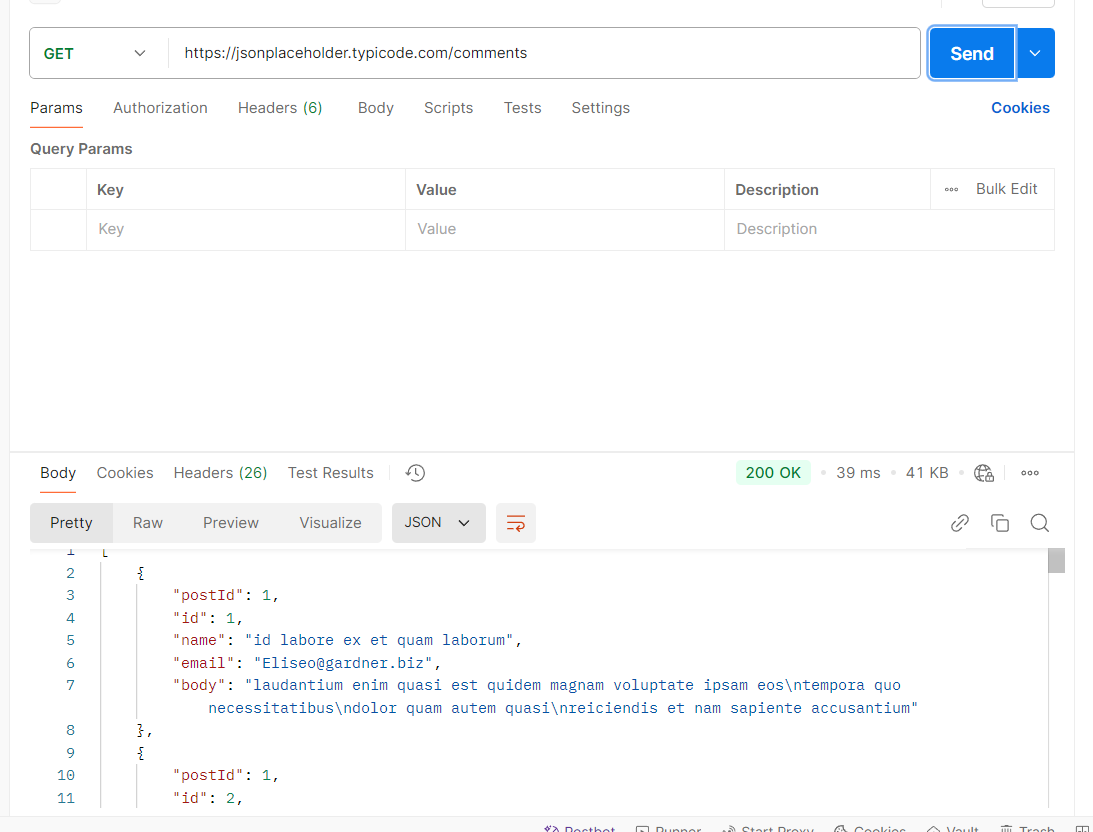 GET https://jsonplaceholder.typicode.com/comments Send
Params Authorization Headers (6) Body Scripts Tests Settings Cookies
Query Params
Key Value Description Bulk Edit
Key Value Description
Body Cookies Headers (26) Test Results 200 OK 39 ms 41 KB
Pretty Raw Preview Visualize JSON
1 [
2 {
3 "postId": 1,
4 "id": 1,
5 "name": "id labore ex et quam laborum",
6 "email": "Eliseo@gardner.biz",
7 "body": "laudantium enim quasi est quidem magnam voluptate ipsam eos\ntempora quo
necessitatibus\ndolor quam autem quasi\nreiciendis et nam sapiente accusantium"
8 },
9 {
10 "postId": 1,
11 "id": 2,
Postbot Runner Start Proxy Cookies Vault Trash